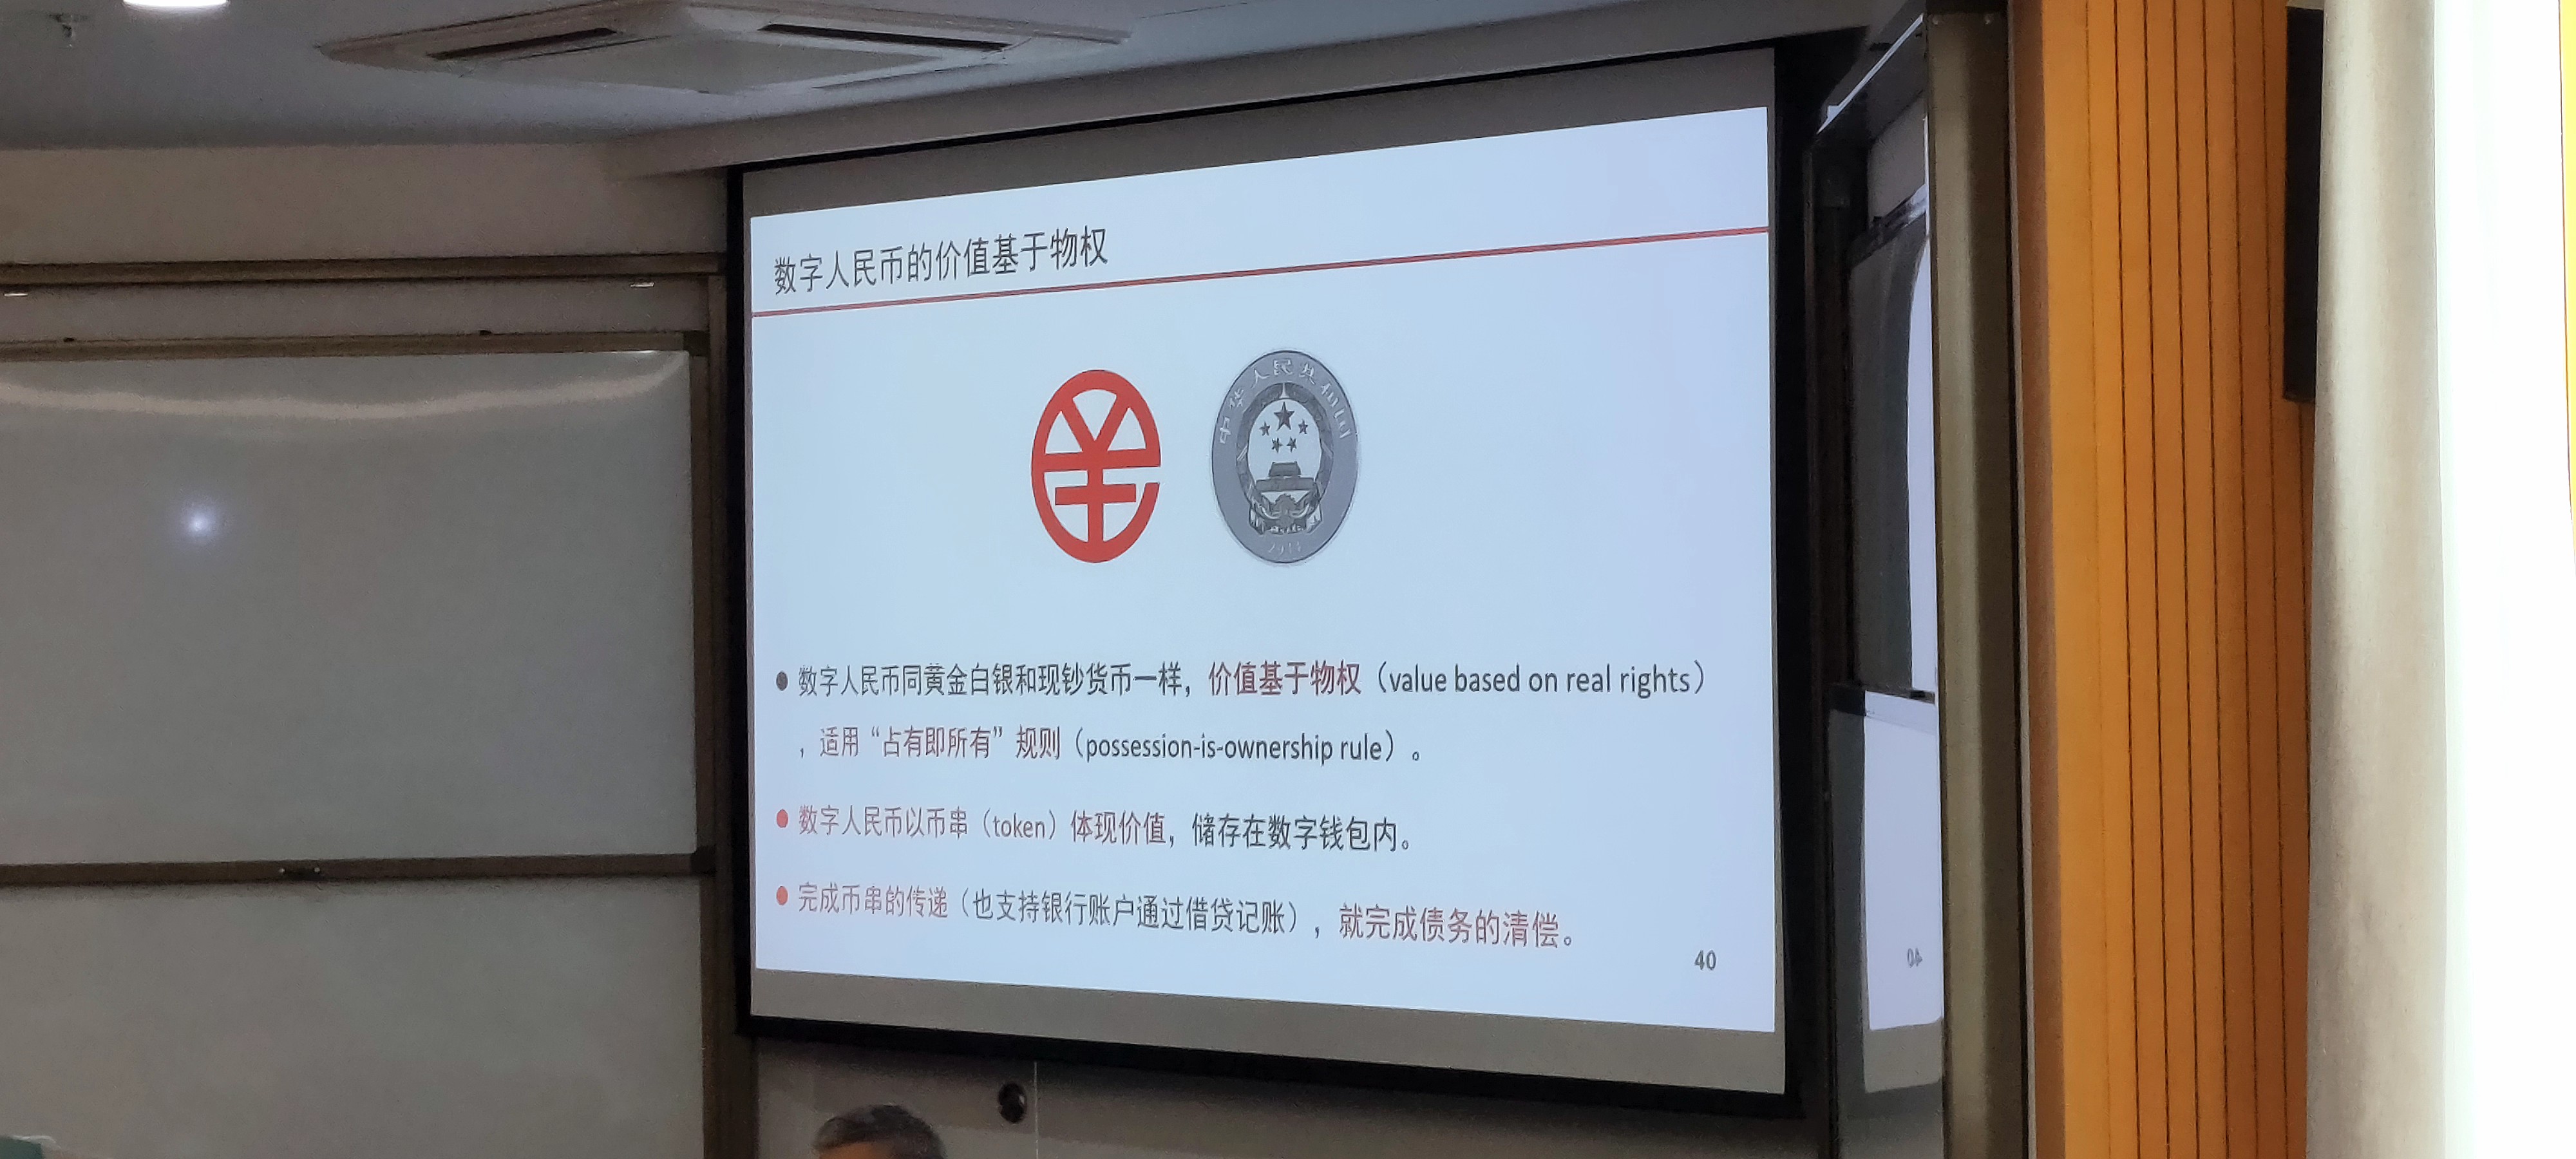 数字人民币的价值基于物权
中华人民共和国
数字人民币同黄金白银和现钞货币一样，价值基于物权（value based on real rights）
，适用“占有即所有”规则（possession-is-ownership rule）。
数字人民币以币串（token）体现价值，储存在数字钱包内。
完成币串的传递（也支持银行账户通过借贷记账），就完成债务的清偿。
40